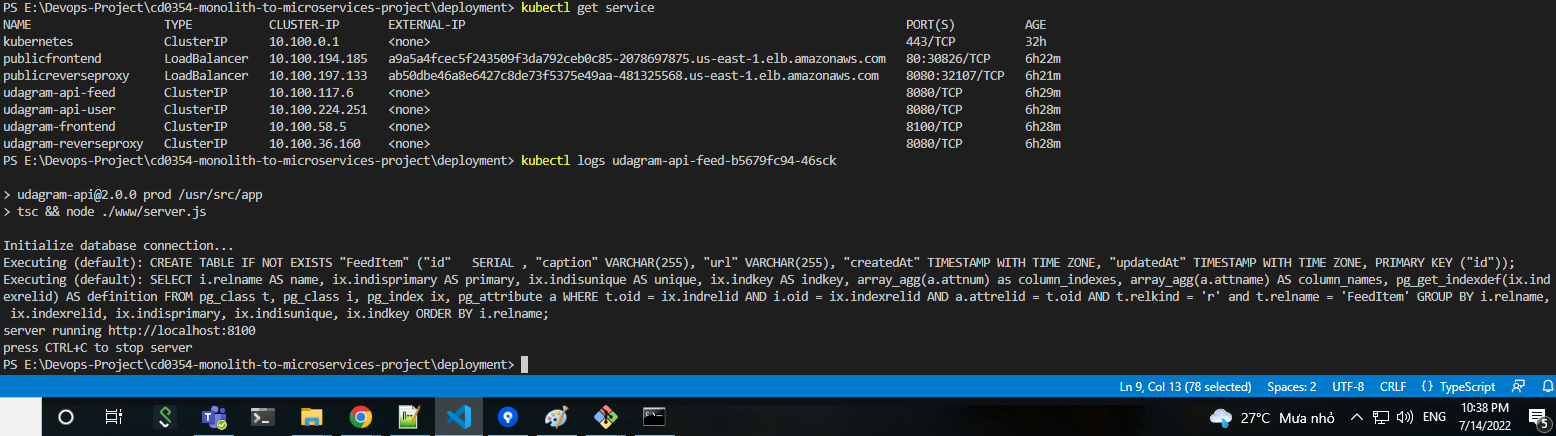 PS E:\Devops-Project\cd0354-monolith-to-microservices-project\deployment> kubectl get service
NAME TYPE CLUSTER-IP EXTERNAL-IP PORT(S) AGE
kubernetes ClusterIP 10.100.0.1 <none> 443/TCP 32h
publicfrontend LoadBalancer 10.100.194.185 a9a5a4fcec5f243509f3da792ceb0c85-2078697875.us-east-1.elb.amazonaws.com 80:30826/TCP 6h22m
publicreverseproxy LoadBalancer 10.100.197.133 ab50dbe46a8e6427c8de73f5375e49aa-481325568.us-east-1.elb.amazonaws.com 8080:32107/TCP 6h21m
udagram-api-feed ClusterIP 10.100.117.6 <none> 8080/TCP 6h29m
udagram-api-user ClusterIP 10.100.224.251 <none> 8080/TCP 6h28m
udagram-frontend ClusterIP 10.100.58.5 <none> 8100/TCP 6h28m
udagram-reverseproxy ClusterIP 10.100.36.160 <none> 8080/TCP 6h28m
PS E:\Devops-Project\cd0354-monolith-to-microservices-project\deployment> kubectl logs udagram-api-feed-b5679fc94-46sck
> udagram-api@2.0.0 prod /usr/src/app
> tsc && node ./www/server.js
Initialize database connection...
Executing (default): CREATE TABLE IF NOT EXISTS "FeedItem" ("id"   SERIAL , "caption" VARCHAR(255), "url" VARCHAR(255), "createdAt" TIMESTAMP WITH TIME ZONE, "updatedAt" TIMESTAMP WITH TIME ZONE, PRIMARY KEY ("id"));
Executing (default): SELECT i.relname AS name, ix.indisprimary AS primary, ix.indisunique AS unique, ix.indkey AS indkey, array_agg(a.attnum) as column_indexes, array_agg(a.attname) AS column_names, pg_get_indexdef(ix.ind
exrelid) AS definition FROM pg_class t, pg_class i, pg_index ix, pg_attribute a WHERE t.oid = ix.indrelid AND i.oid = ix.indexrelid AND a.attrelid = t.oid AND t.relkind = 'r' and t.relname = 'FeedItem' GROUP BY i.relname,
ix.indexrelid, ix.indisprimary, ix.indisunique, ix.indkey ORDER BY i.relname;
server running http://localhost:8100
press CTRL+C to stop server
PS E:\Devops-Project\cd0354-monolith-to-microservices-project\deployment>
Ln 9, Col 13 (78 selected) Spaces: 2 UTF-8 CRLF {} TypeScript
27°C Mưa nhỏ ENG 10:38 PM
7/14/2022 5